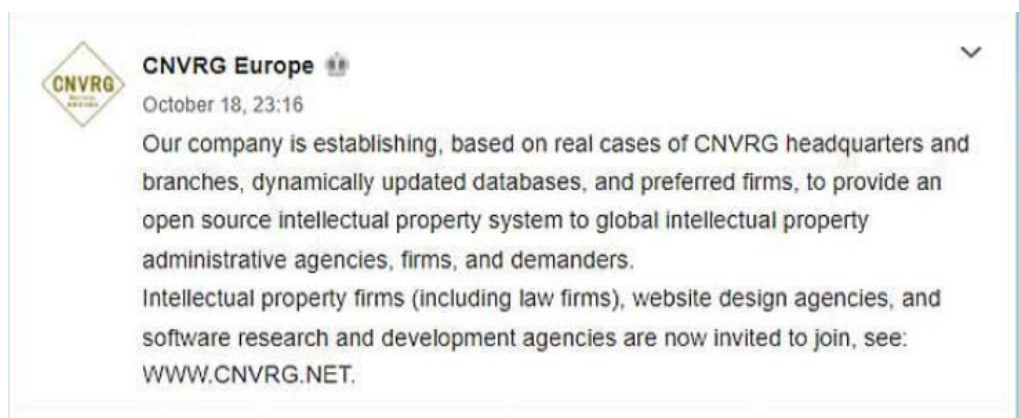 CNVRG
CNVRG Europe
October 18, 23:16
Our company is establishing, based on real cases of CNVRG headquarters and
branches, dynamically updated databases, and preferred firms, to provide an
open source intellectual property system to global intellectual property
administrative agencies, firms, and demanders.
Intellectual property firms (including law firms), website design agencies, and
software research and development agencies are now invited to join, see:
WWW.CNVRG.NET.